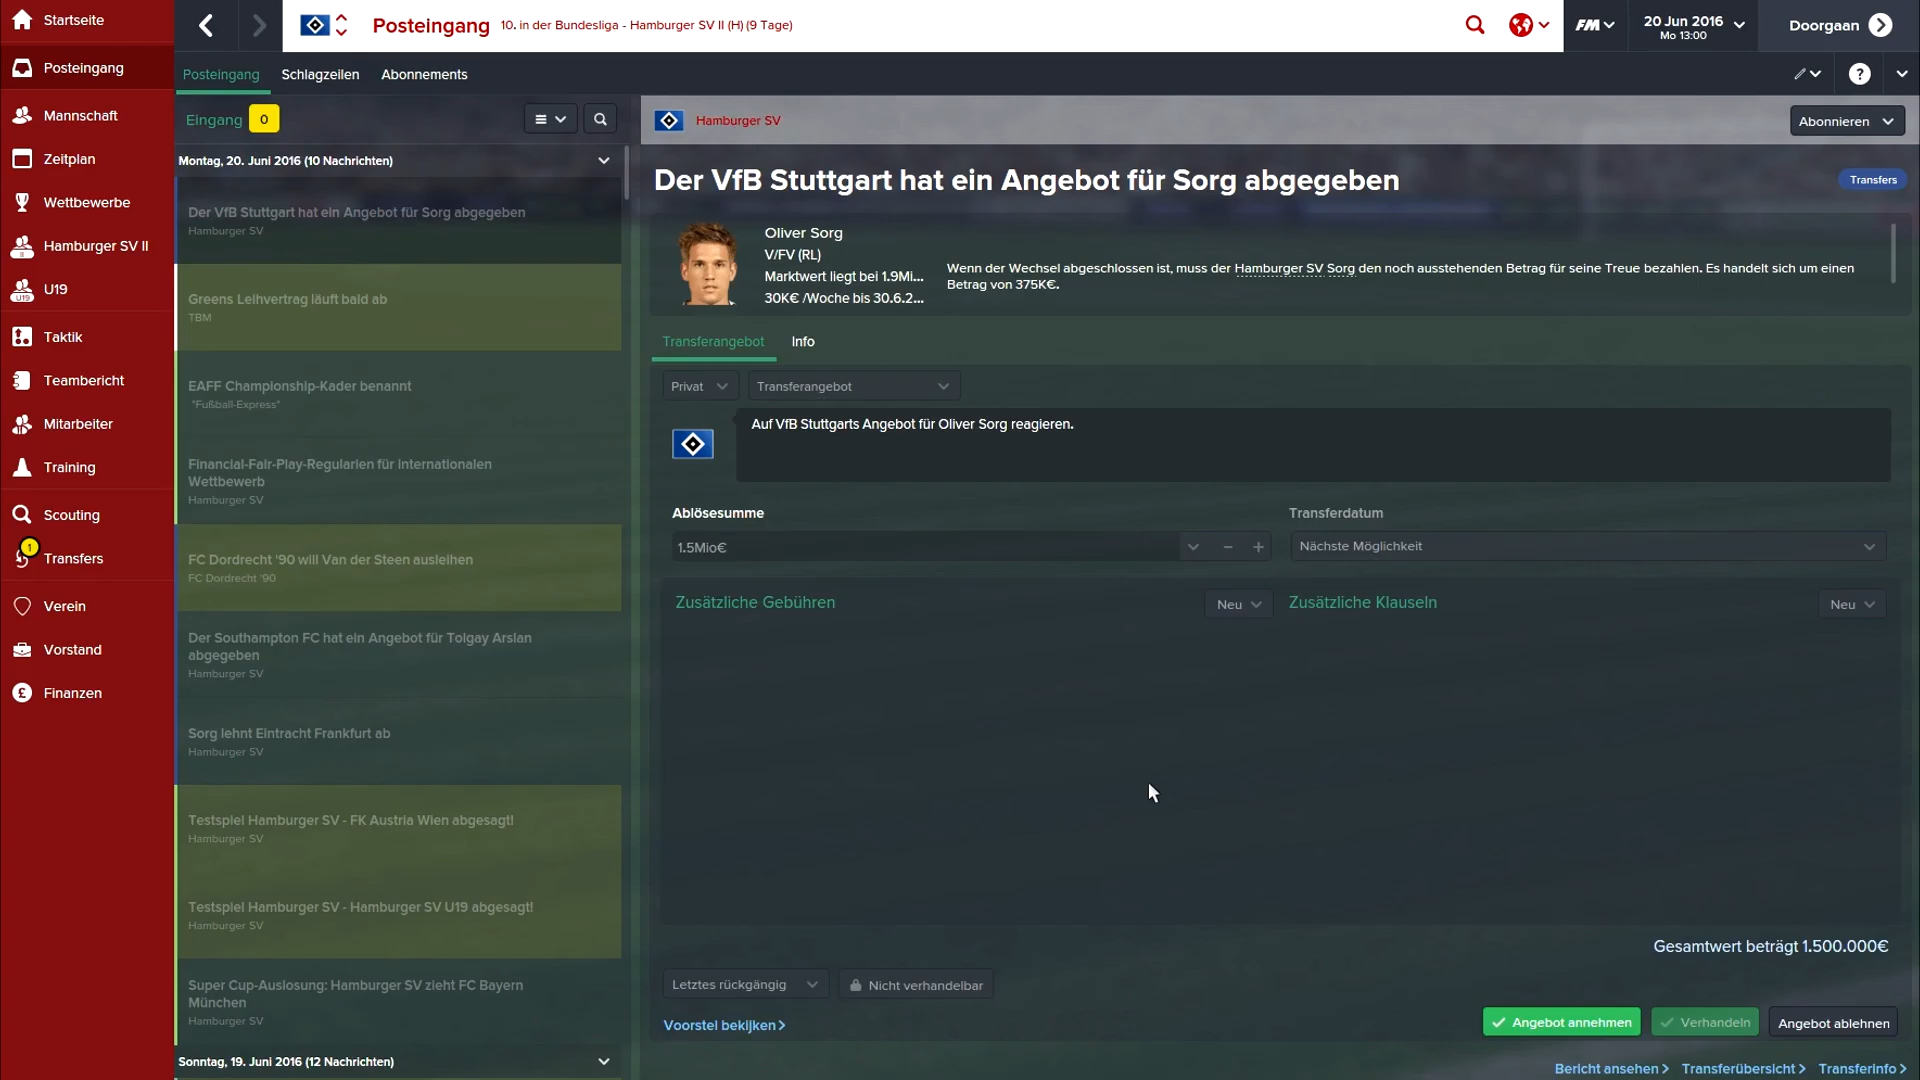 Startseite
Posteingang
Mannschaft
Zeitplan
Wettbewerbe
Hamburger SV II
U19
Taktik
Teambericht
Mitarbeiter
Training
Scouting
1
Transfers
Verein
Vorstand
Finanzen
Posteingang 10. in der Bundesliga - Hamburger SV II (H) (9 Tage)
FM
20 Jun 2016
Mo 13:00
Doorgaan
Posteingang Schlagzeilen Abonnements
?
Eingang 0
Montag, 20. Juni 2016 (10 Nachrichten)
Der VfB Stuttgart hat ein Angebot für Sorg abgegeben
Hamburger SV
Greens Leihvertrag läuft bald ab
TBM
EAFF Championship-Kader benannt
"Fußball-Express"
Financial-Fair-Play-Regularien für internationalen
Wettbewerb
Hamburger SV
FC Dordrecht '90 will Van der Steen ausleihen
FC Dordrecht '90
Der Southampton FC hat ein Angebot für Tolgay Arslan
abgegeben
Hamburger SV
Sorg lehnt Eintracht Frankfurt ab
Hamburger SV
Testspiel Hamburger SV - FK Austria Wien abgesagt!
Hamburger SV
Testspiel Hamburger SV - Hamburger SV U19 abgesagt!
Hamburger SV
Super Cup-Auslosung: Hamburger SV zieht FC Bayern
München
Hamburger SV
Sonntag, 19. Juni 2016 (12 Nachrichten)
Hamburger SV
Abonnieren
Der VfB Stuttgart hat ein Angebot für Sorg abgegeben
Transfers
Oliver Sorg
V/FV (RL)
Marktwert liegt bei 1.9Mi...
30K€ /Woche bis 30.6.2...
Wenn der Wechsel abgeschlossen ist, muss der Hamburger SV Sorg den noch ausstehenden Betrag für seine Treue bezahlen. Es handelt sich um einen
Betrag von 375K€.
Transferangebot Info
Privat Transferangebot
Auf VfB Stuttgarts Angebot für Oliver Sorg reagieren.
Ablösesumme Transferdatum
1.5Mio€ Nächste Möglichkeit
Zusätzliche Gebühren Neu Zusätzliche Klauseln Neu
Gesamtwert beträgt 1.500.000€
Letztes rückgängig Nicht verhandelbar
Voorstel bekijken
Angebot annehmen Verhandeln Angebot ablehnen
Bericht ansehen Transferübersicht Transferinfo